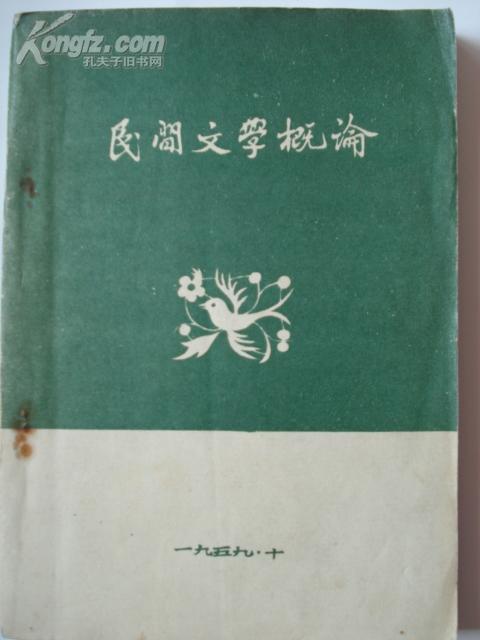 Kongfz.com
孔夫子旧书网
民間文學概論
一九五九·十